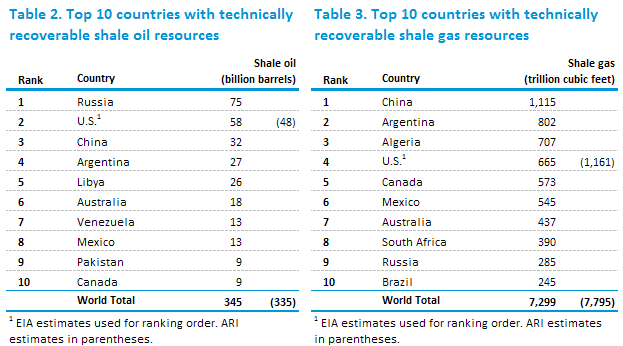 Table 2. Top 10 countries with technically
recoverable shale oil resources
Shale oil
Rank Country (billion barrels)
1 Russia 75
2 U.S.1 58 (48)
3 China 32
4 Argentina 27
5 Libya 26
6 Australia 18
7 Venezuela 13
8 Mexico 13
9 Pakistan 9
10 Canada 9
World Total 345 (335)
1 EIA estimates used for ranking order. ARI
estimates in parentheses.
Table 3. Top 10 countries with technically
recoverable shale gas resources
Shale gas
Rank Country (trillion cubic feet)
1 China 1,115
2 Argentina 802
3 Algeria 707
4 U.S.1 665 (1,161)
5 Canada 573
6 Mexico 545
7 Australia 437
8 South Africa 390
9 Russia 285
10 Brazil 245
World Total 7,299 (7,795)
1 EIA estimates used for ranking order. ARI estimates
in parentheses.